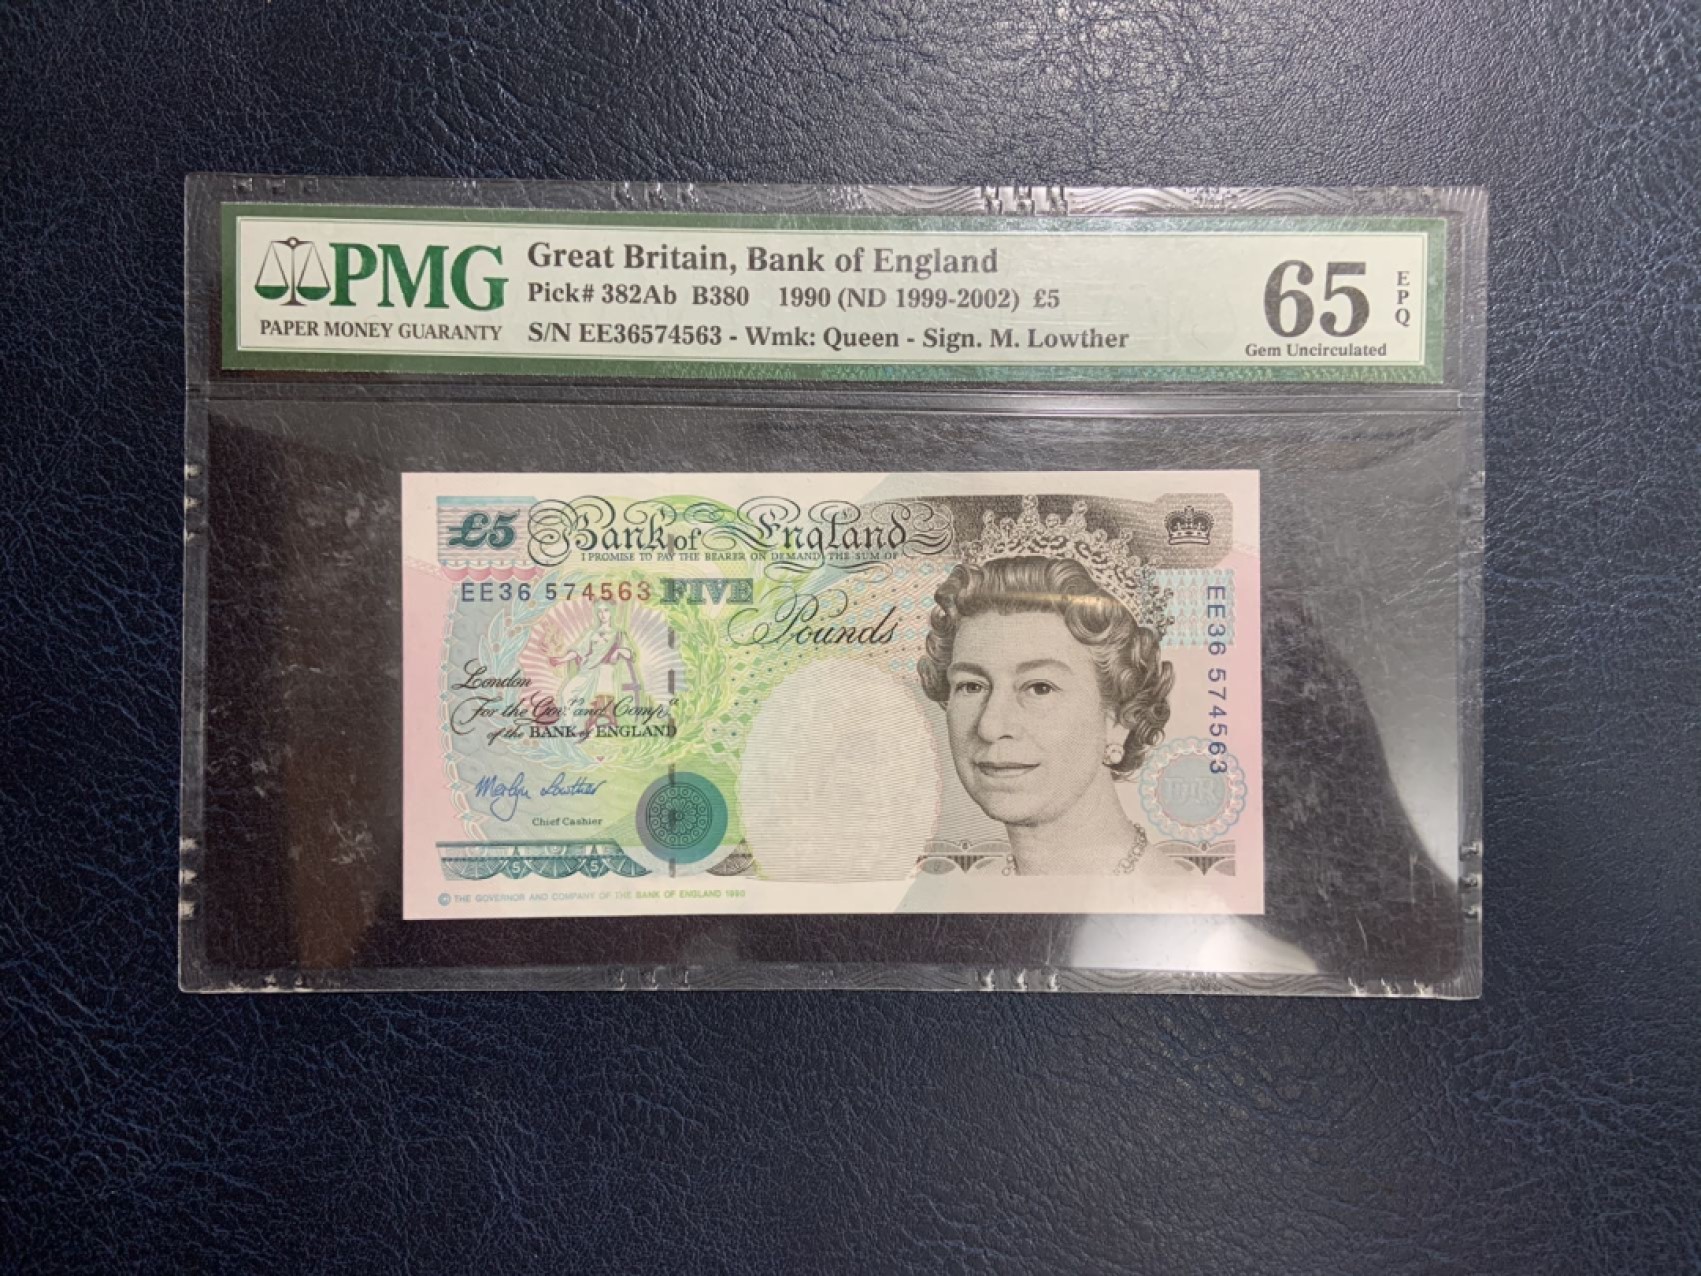 PMG
PAPER MONEY GUARANTY
Great Britain, Bank of England
Pick# 382Ab B380 1990 (ND 1999-2002) £5
S/N EE36574563 - Wmk: Queen - Sign. M. Lowther
65
EPQ
Gem Uncirculated
£5
Bank of England
I PROMISE TO PAY THE BEARER ON DEMAND THE SUM OF
EE36 574563
FIVE
Pounds
London
For the Gov.r and Comp.a
of the BANK of ENGLAND
Merlyn Lowther
Chief Cashier
5
5
© THE GOVERNOR AND COMPANY OF THE BANK OF ENGLAND 1990
EE36 574563